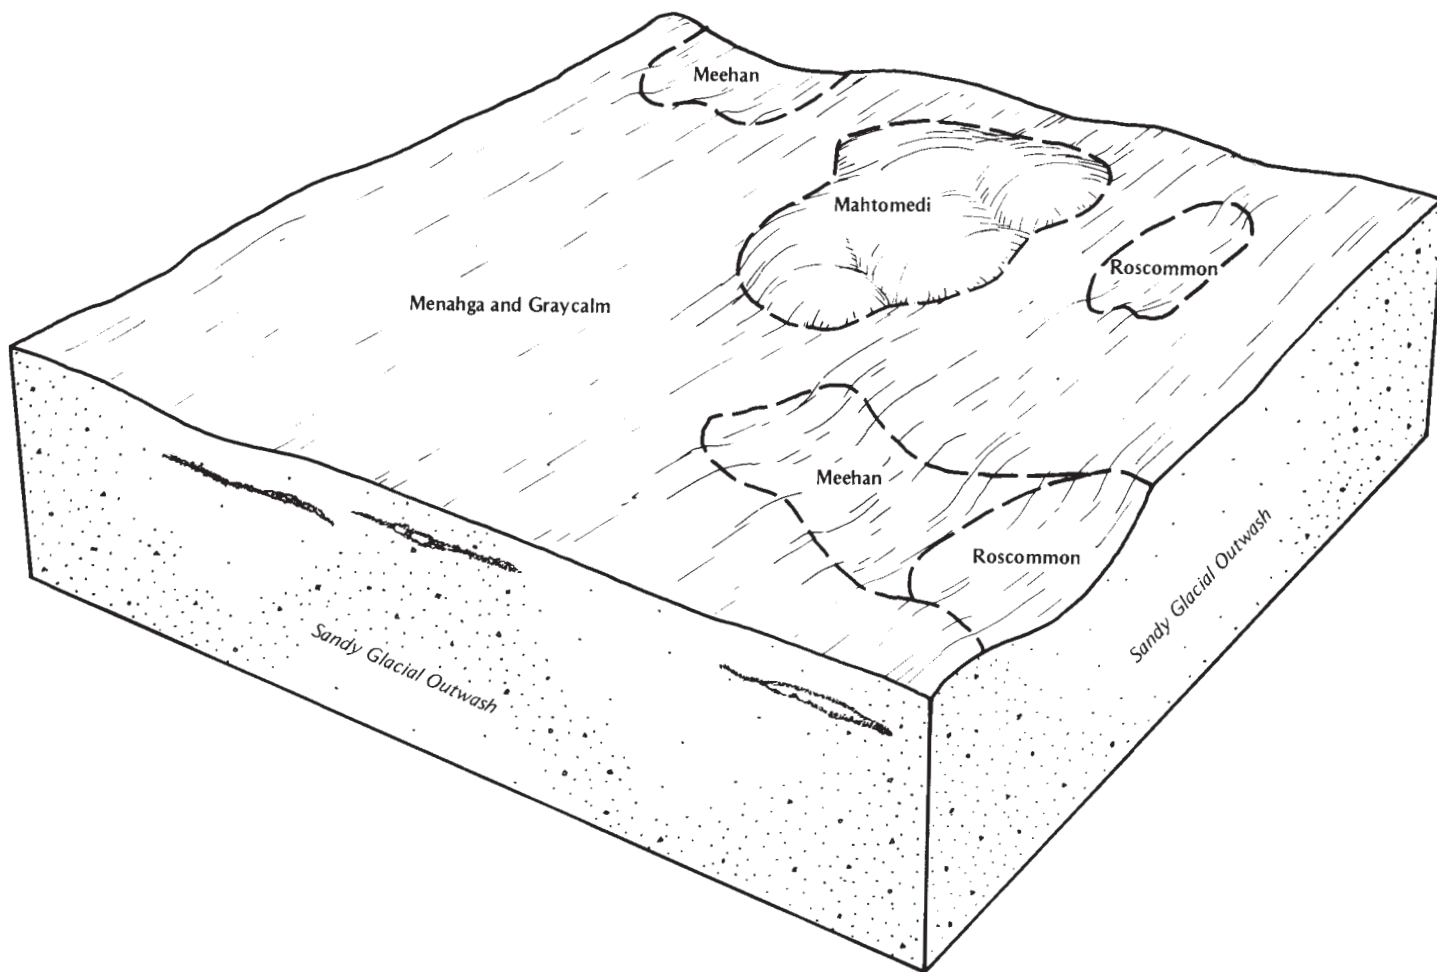 Meehan
Mahtomedi
Roscommon
Menahga and Graycalm
Meehan
Roscommon
Sandy Glacial Outwash
Sandy Glacial Outwash